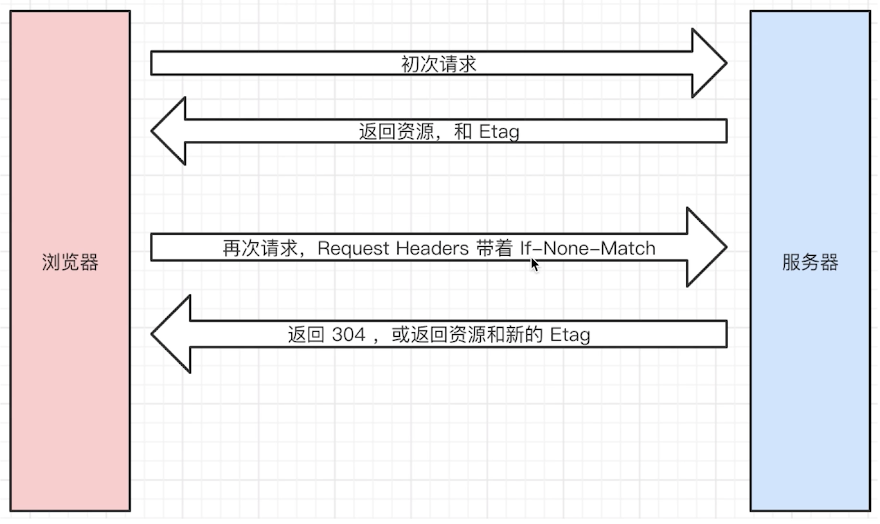 初次请求
返回资源，和 Etag
再次请求，Request Headers 带着 If-None-Match
浏览器
服务器
返回 304 ，或返回资源和新的 Etag